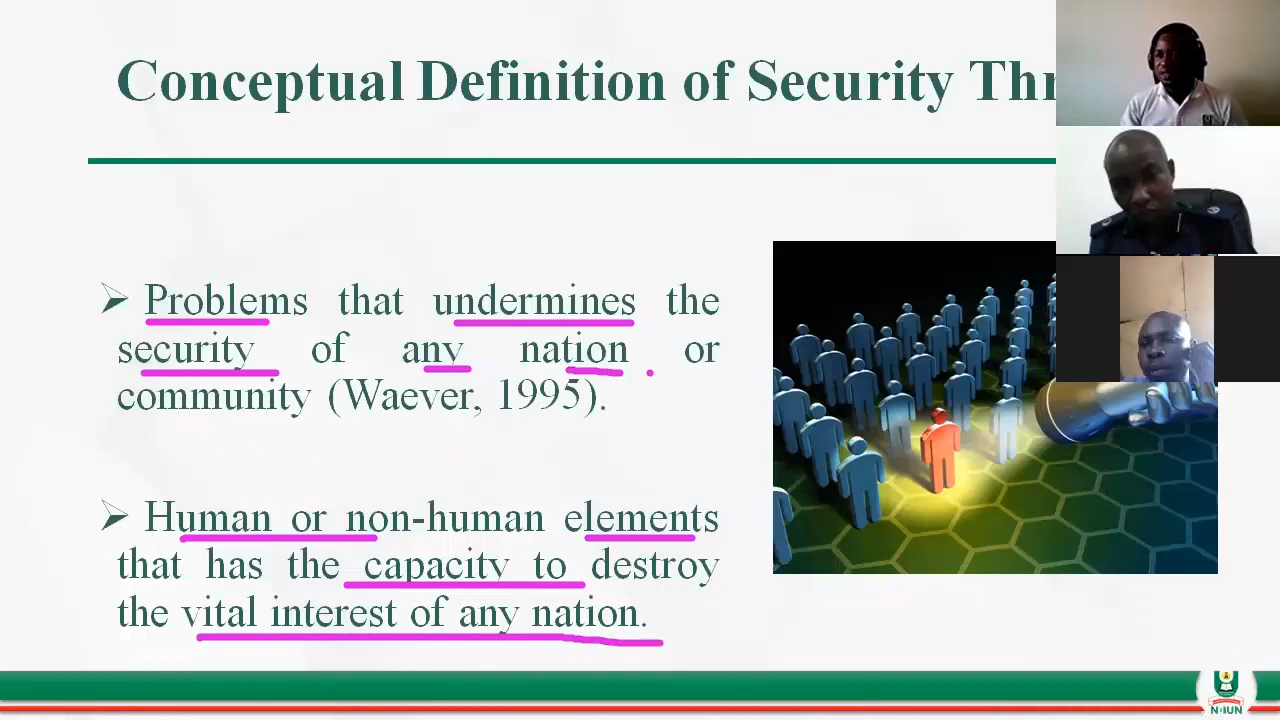 Conceptual Definition of Security Thr
➢ Problems that undermines the
security of any nation or
community (Waever, 1995).
➢ Human or non-human elements
that has the capacity to destroy
the vital interest of any nation.